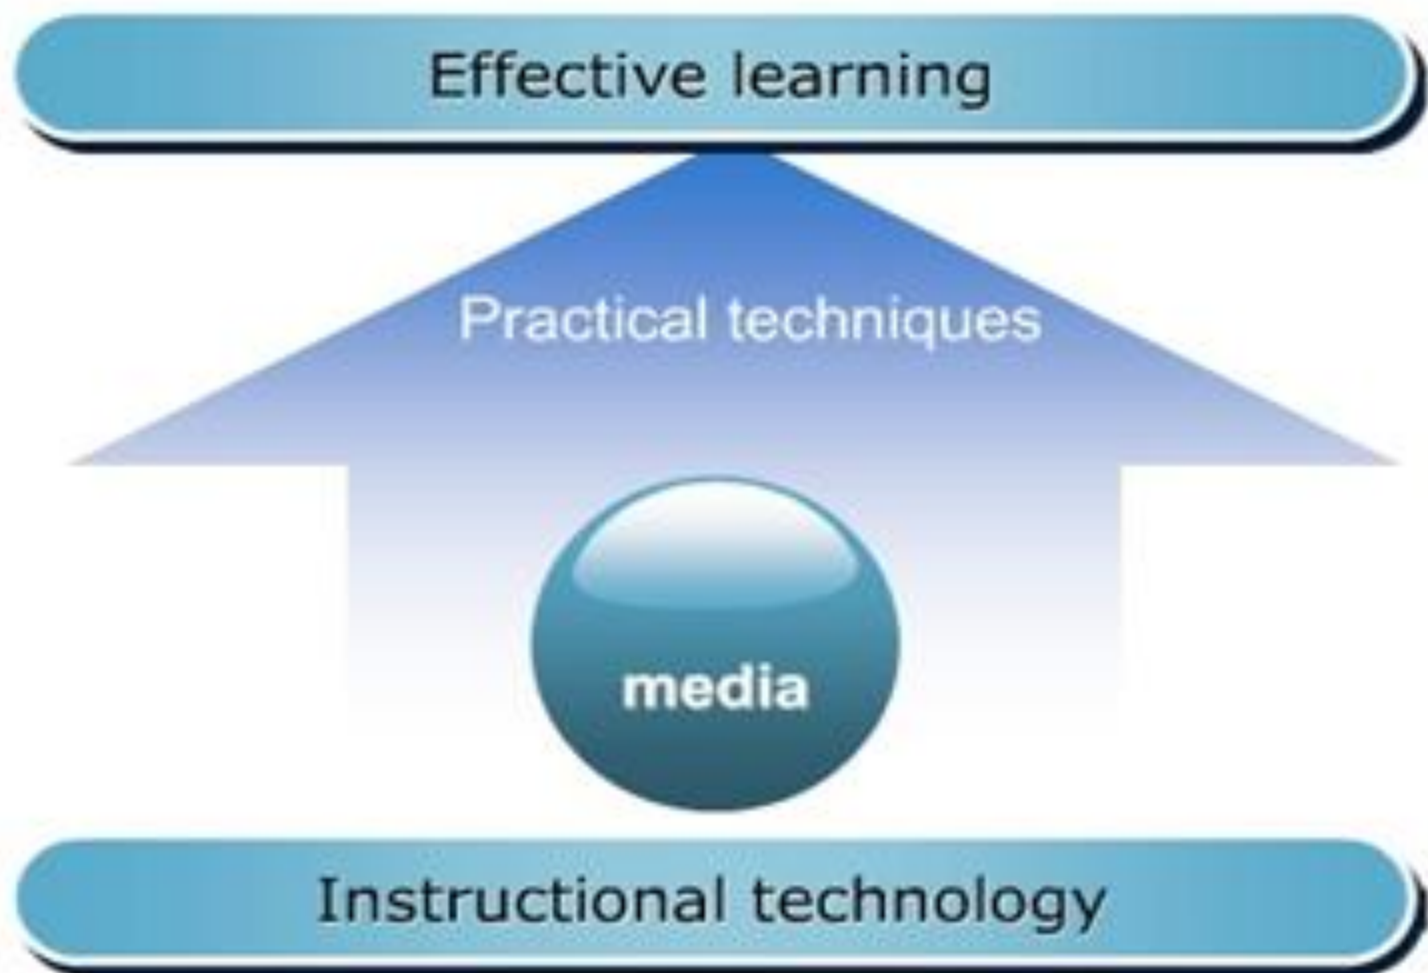 Effective learning
Practical techniques
media
Instructional technology